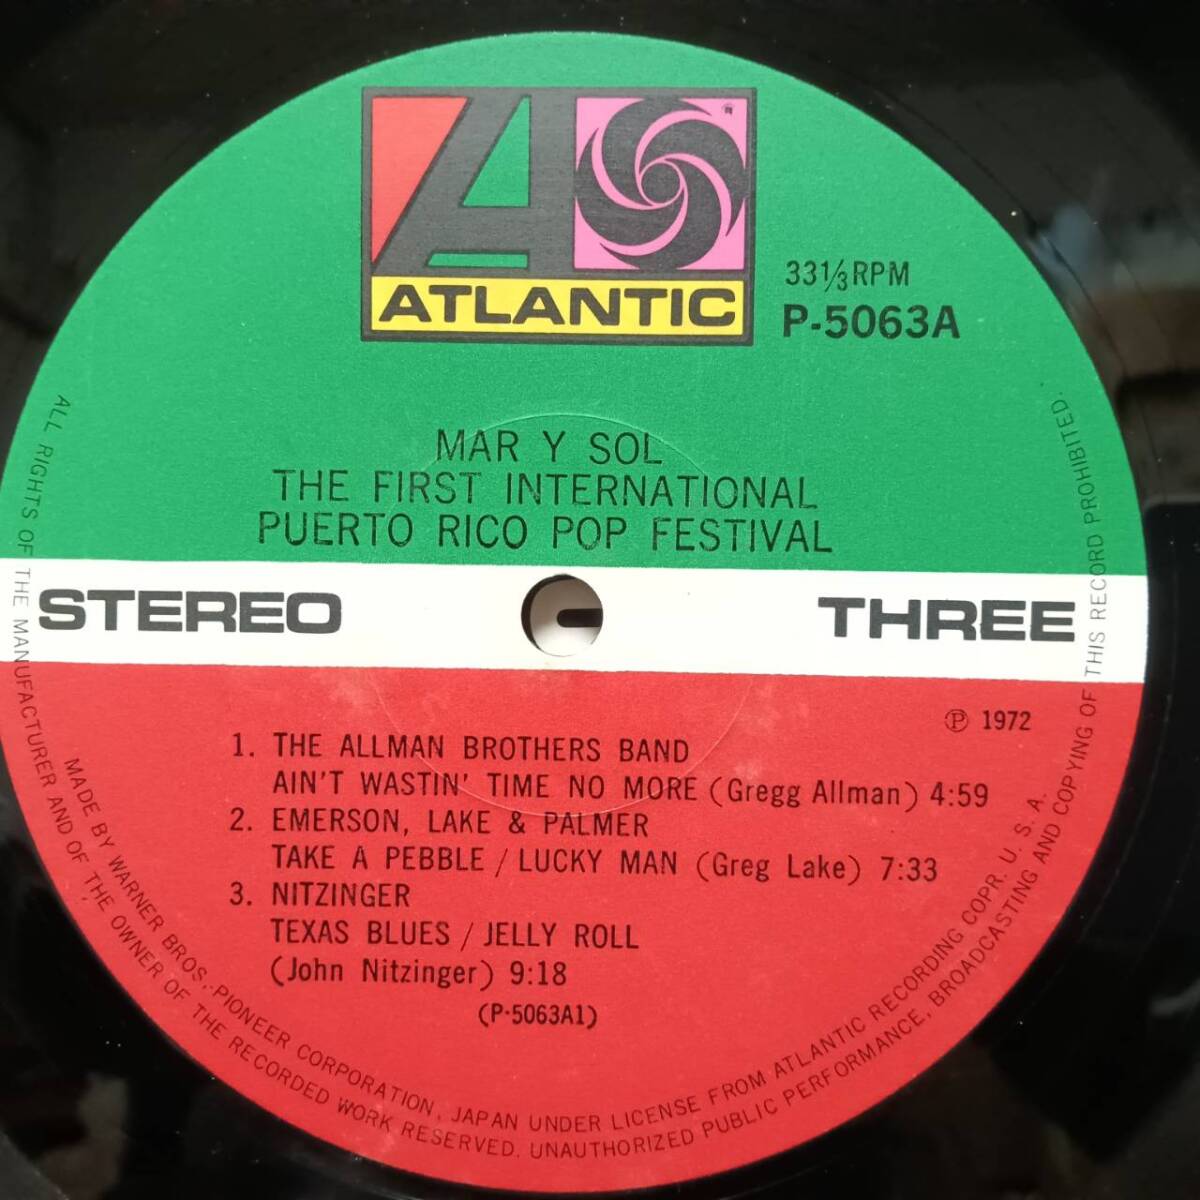 ATLANTIC
®
33⅓ RPM
P-5063A
MAR Y SOL
THE FIRST INTERNATIONAL
PUERTO RICO POP FESTIVAL
STEREO
THREE
℗ 1972
1. THE ALLMAN BROTHERS BAND
AIN'T WASTIN' TIME NO MORE (Gregg Allman) 4:59
2. EMERSON, LAKE & PALMER
TAKE A PEBBLE / LUCKY MAN (Greg Lake) 7:33
3. NITZINGER
TEXAS BLUES / JELLY ROLL
(John Nitzinger) 9:18
(P-5063A1)
MADE BY WARNER BROS.-PIONEER CORPORATION, JAPAN UNDER LICENSE FROM ATLANTIC RECORDING COPR. U. S. A.
ALL RIGHTS OF THE MANUFACTURER AND OF THE OWNER OF THE RECORDED WORK RESERVED. UNAUTHORIZED PUBLIC PERFORMANCE, BROADCASTING AND COPYING OF THIS RECORD PROHIBITED.